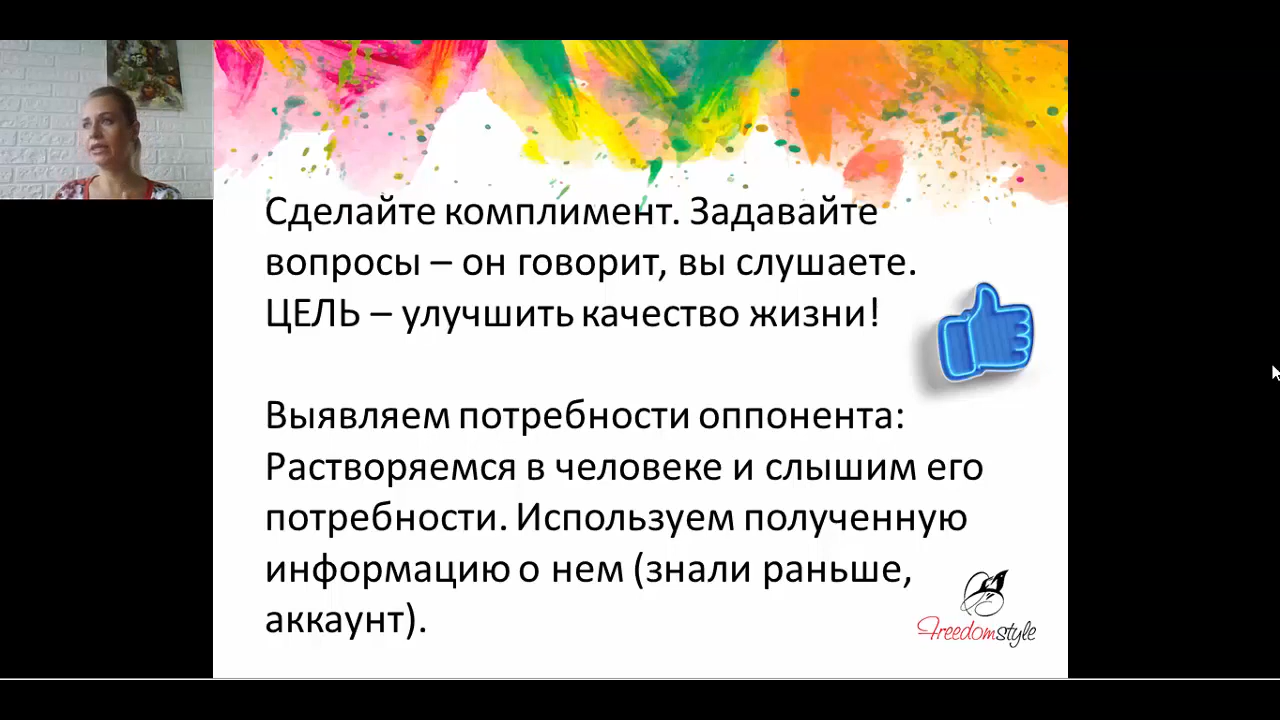 Сделайте комплимент. Задавайте
вопросы – он говорит, вы слушаете.
ЦЕЛЬ – улучшить качество жизни!
Выявляем потребности оппонента:
Растворяемся в человеке и слышим его
потребности. Используем полученную
информацию о нем (знали раньше,
аккаунт).
Freedomstyle